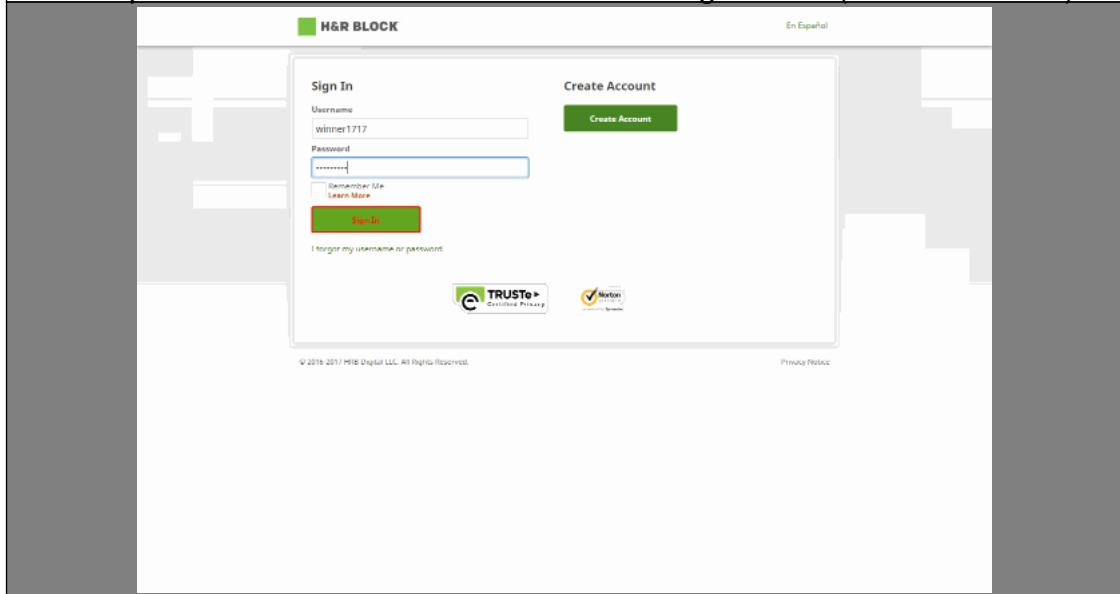 H&R BLOCK
En Español
Sign In
Username
winner1717
Password
---------
Remember Me
Learn More
Sign In
I forgot my username or password.
Create Account
Create Account
TRUSTe
Certified Privacy
Norton
© 2016-2017 HRB Digital LLC. All Rights Reserved.
Privacy Notice